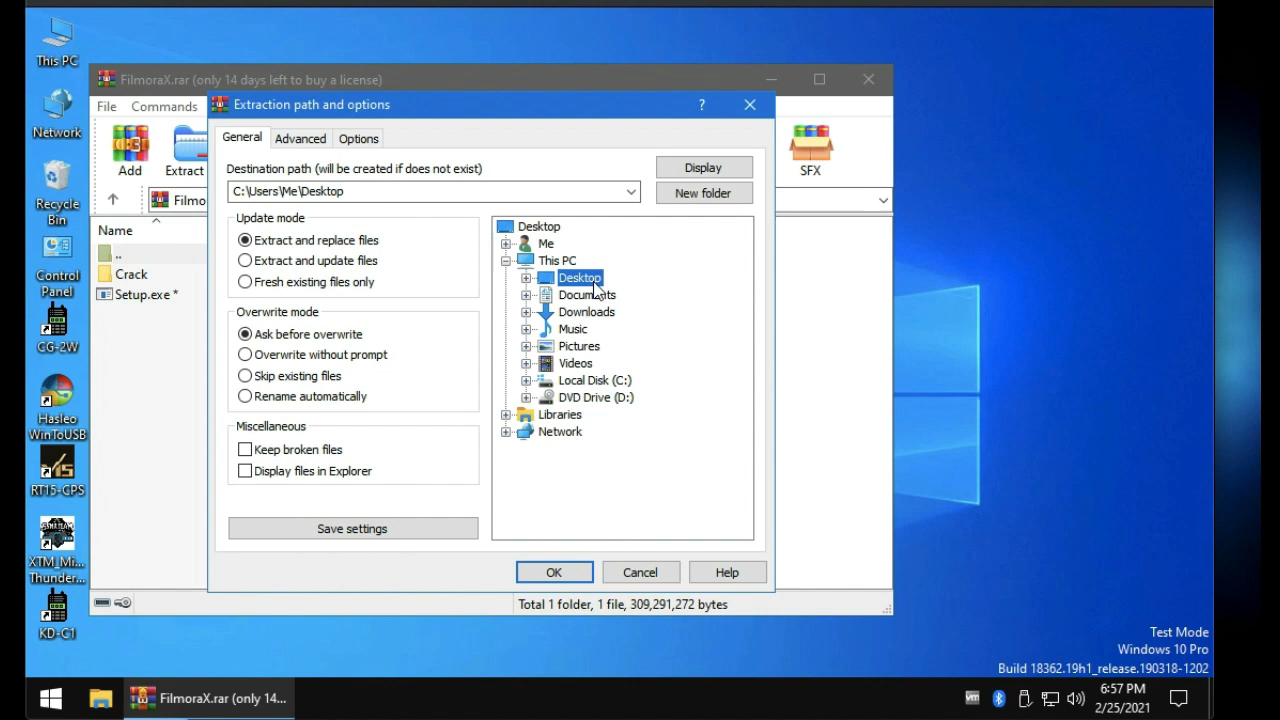 This PC
Network
Recycle
Bin
Control
Panel
CG-2W
Hasleo
WinToUSB
RT15-CPS
XTM_Mi...
Thunder...
KD-C1
FilmoraX.rar (only 14 days left to buy a license)
File Commands
Add Extract SFX
Filmo
Name
..
Crack
Setup.exe *
Total 1 folder, 1 file, 309,291,272 bytes
Extraction path and options ?
General Advanced Options
Destination path (will be created if does not exist)
C:\Users\Me\Desktop
Display
New folder
Update mode
Extract and replace files
Extract and update files
Fresh existing files only
Overwrite mode
Ask before overwrite
Overwrite without prompt
Skip existing files
Rename automatically
Miscellaneous
Keep broken files
Display files in Explorer
Save settings
Desktop
Me
This PC
Desktop
Documents
Downloads
Music
Pictures
Videos
Local Disk (C:)
DVD Drive (D:)
Libraries
Network
OK Cancel Help
Test Mode
Windows 10 Pro
Build 18362.19h1_release.190318-1202
FilmoraX.rar (only 14...
vm
6:57 PM
2/25/2021